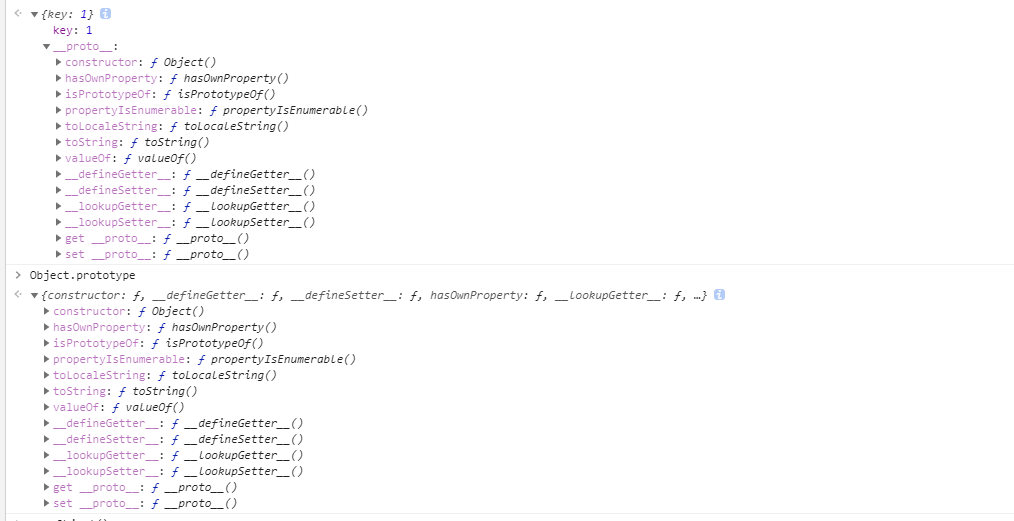 {key: 1} i
key: 1
__proto__:
constructor: ƒ Object()
hasOwnProperty: ƒ hasOwnProperty()
isPrototypeOf: ƒ isPrototypeOf()
propertyIsEnumerable: ƒ propertyIsEnumerable()
toLocaleString: ƒ toLocaleString()
toString: ƒ toString()
valueOf: ƒ valueOf()
__defineGetter__: ƒ __defineGetter__()
__defineSetter__: ƒ __defineSetter__()
__lookupGetter__: ƒ __lookupGetter__()
__lookupSetter__: ƒ __lookupSetter__()
get __proto__: ƒ __proto__()
set __proto__: ƒ __proto__()
Object.prototype
{constructor: ƒ, __defineGetter__: ƒ, __defineSetter__: ƒ, hasOwnProperty: ƒ, __lookupGetter__: ƒ, …} i
constructor: ƒ Object()
hasOwnProperty: ƒ hasOwnProperty()
isPrototypeOf: ƒ isPrototypeOf()
propertyIsEnumerable: ƒ propertyIsEnumerable()
toLocaleString: ƒ toLocaleString()
toString: ƒ toString()
valueOf: ƒ valueOf()
__defineGetter__: ƒ __defineGetter__()
__defineSetter__: ƒ __defineSetter__()
__lookupGetter__: ƒ __lookupGetter__()
__lookupSetter__: ƒ __lookupSetter__()
get __proto__: ƒ __proto__()
set __proto__: ƒ __proto__()